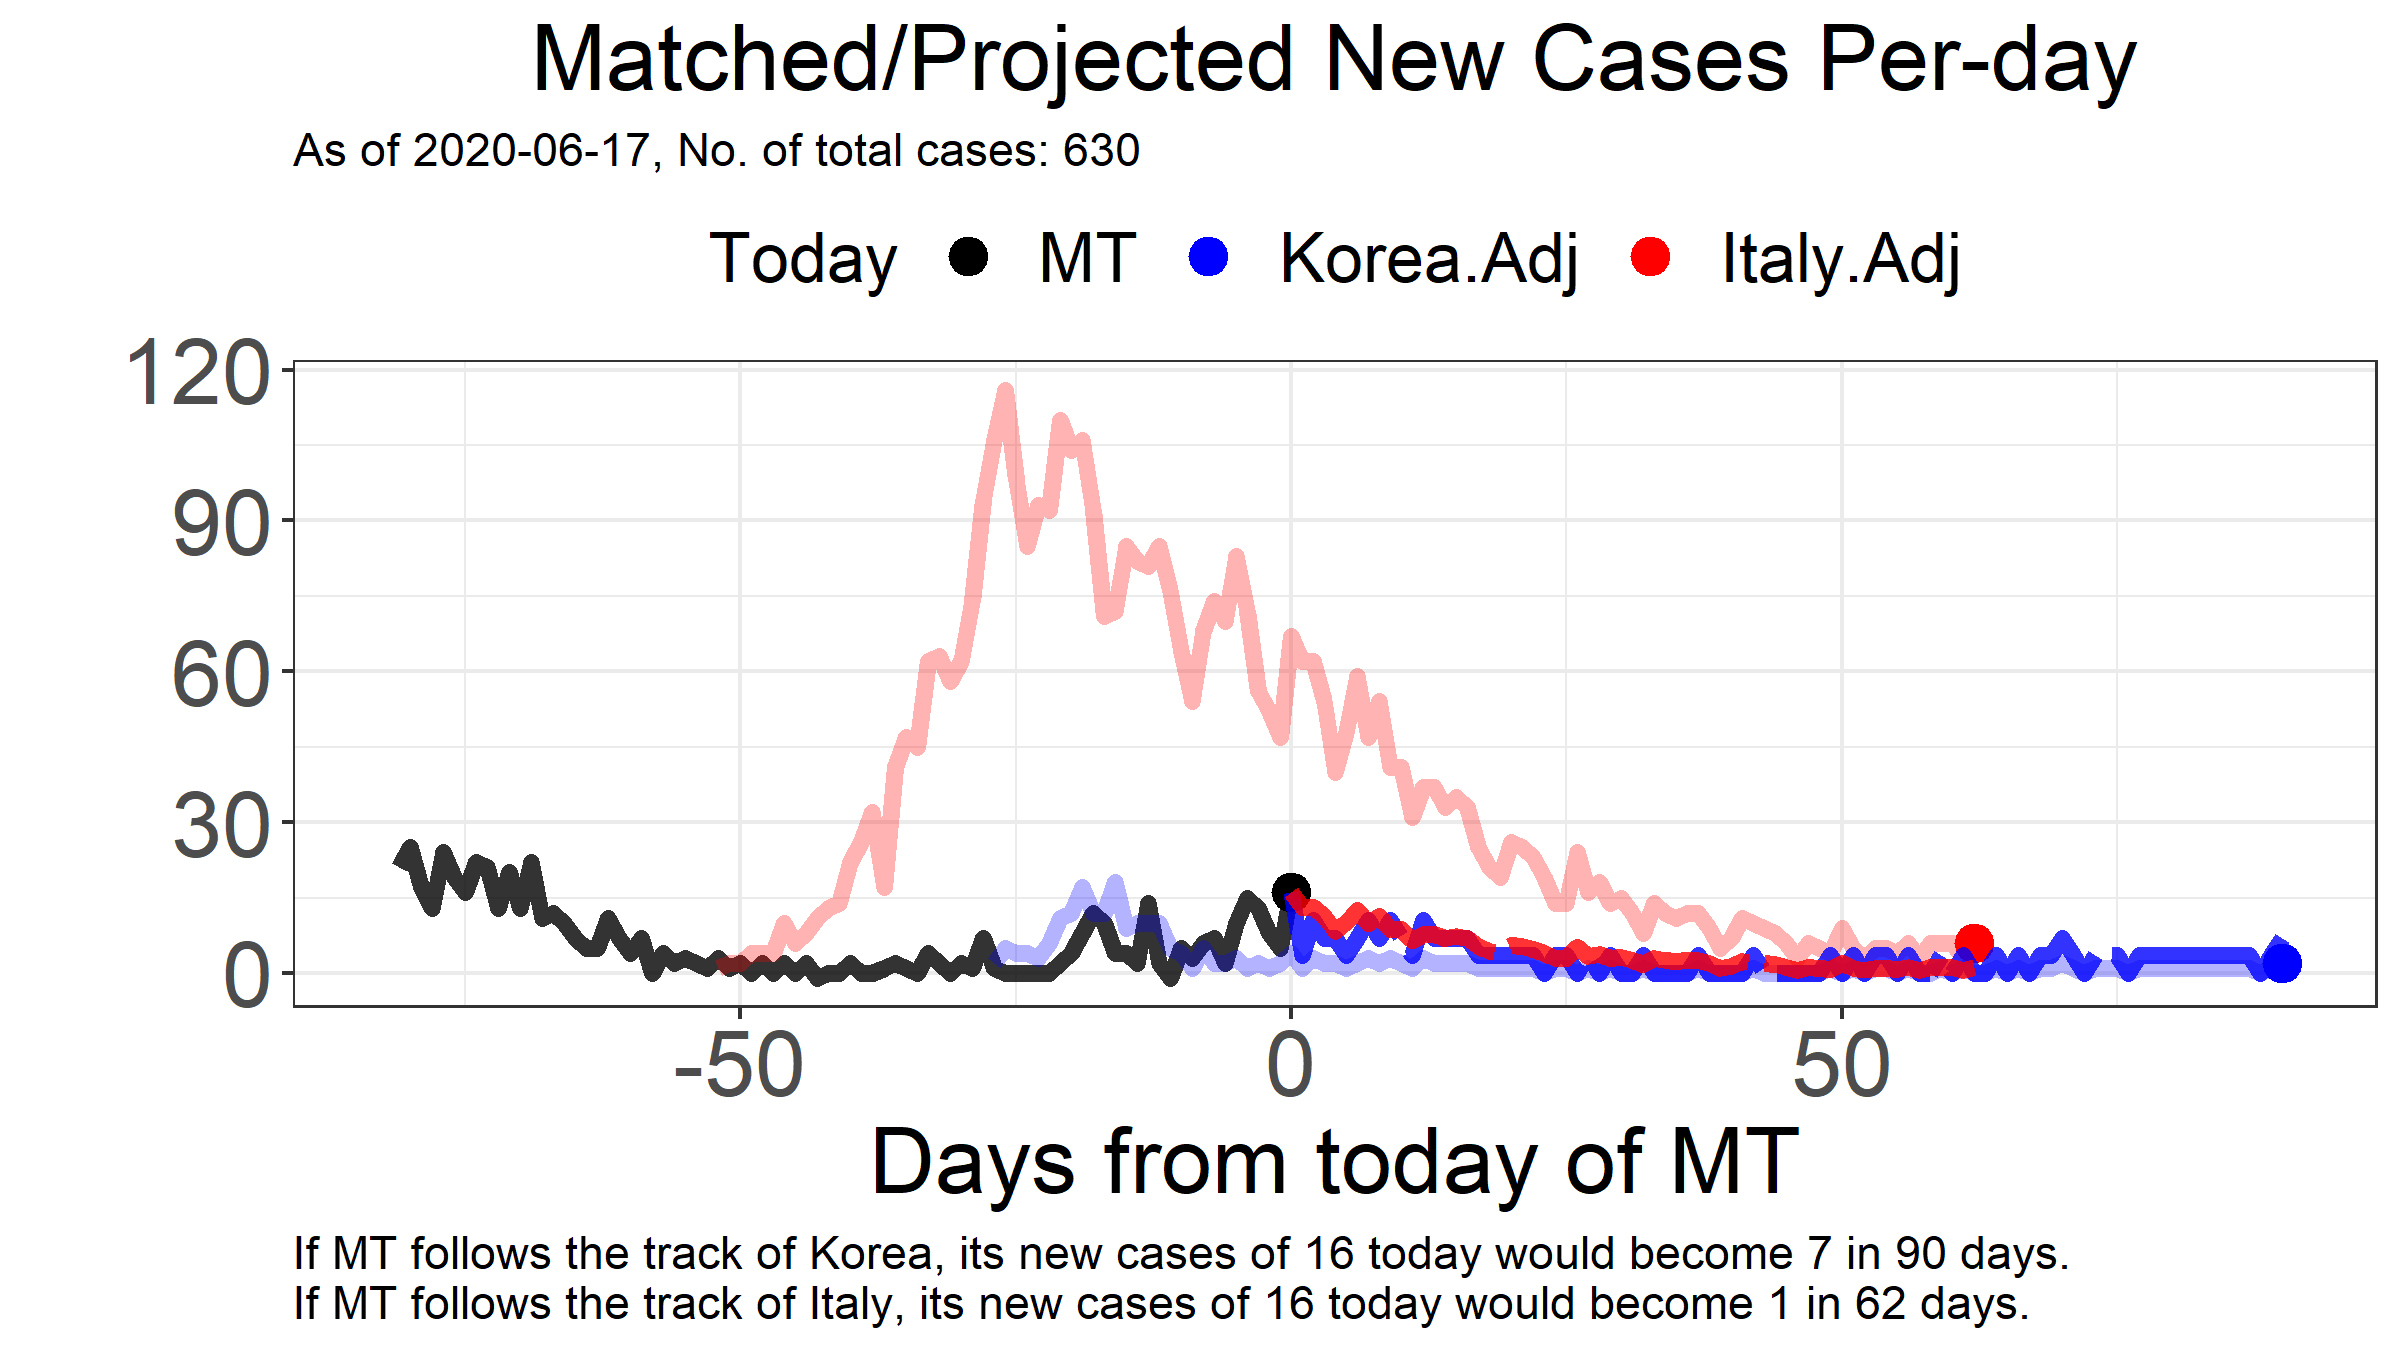 Matched/Projected New Cases Per-day
As of 2020-06-17, No. of total cases: 630
Today MT Korea.Adj Italy.Adj
120
90
60
30
0
-50 0 50
Days from today of MT
If MT follows the track of Korea, its new cases of 16 today would become 7 in 90 days.
If MT follows the track of Italy, its new cases of 16 today would become 1 in 62 days.